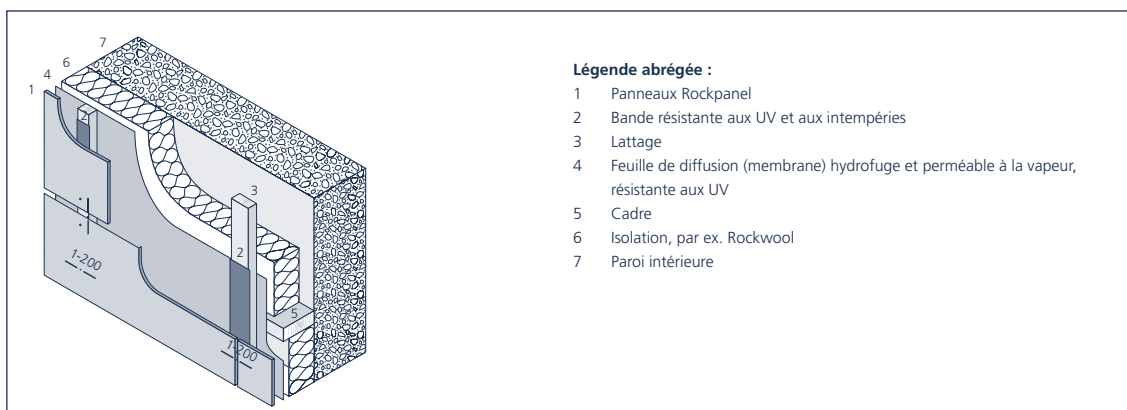 7
6
4
1
2
3
2
5
1-200
1-200
Légende abrégée :
1 Panneaux Rockpanel
2 Bande résistante aux UV et aux intempéries
3 Lattage
4 Feuille de diffusion (membrane) hydrofuge et perméable à la vapeur,
résistante aux UV
5 Cadre
6 Isolation, par ex. Rockwool
7 Paroi intérieure